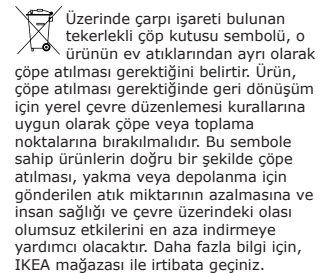 Üzerinde çarpı işareti bulunan
tekerlekli çöp kutusu sembolü, o
ürünün ev atıklarından ayrı olarak
çöpe atılması gerektiğini belirtir. Ürün,
çöpe atılması gerektiğinde geri dönüşüm
için yerel çevre düzenlemesi kurallarına
uygun olarak çöpe veya toplama
noktalarına bırakılmalıdır. Bu sembole
sahip ürünlerin doğru bir şekilde çöpe
atılması, yakma veya depolanma için
gönderilen atık miktarının azalmasına ve
insan sağlığı ve çevre üzerindeki olası
olumsuz etkilerini en aza indirmeye
yardımcı olacaktır. Daha fazla bilgi için,
IKEA mağazası ile irtibata geçiniz.